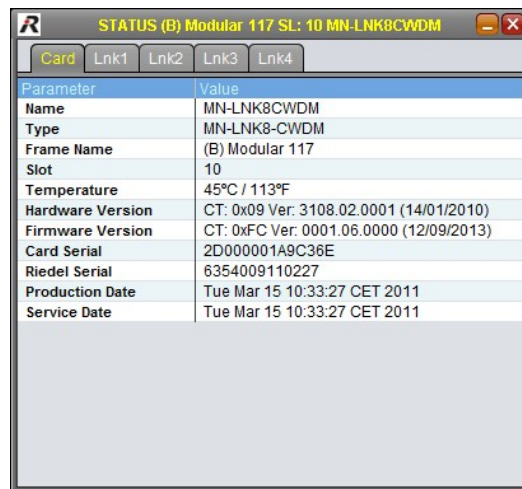 R STATUS (B) Modular 117 SL: 10 MN-LNK8CWDM
Card Lnk1 Lnk2 Lnk3 Lnk4
Parameter Value
Name MN-LNK8CWDM
Type MN-LNK8-CWDM
Frame Name (B) Modular 117
Slot 10
Temperature 45°C / 113°F
Hardware Version CT: 0x09 Ver: 3108.02.0001 (14/01/2010)
Firmware Version CT: 0xFC Ver: 0001.06.0000 (12/09/2013)
Card Serial 2D000001A9C36E
Riedel Serial 6354009110227
Production Date Tue Mar 15 10:33:27 CET 2011
Service Date Tue Mar 15 10:33:27 CET 2011